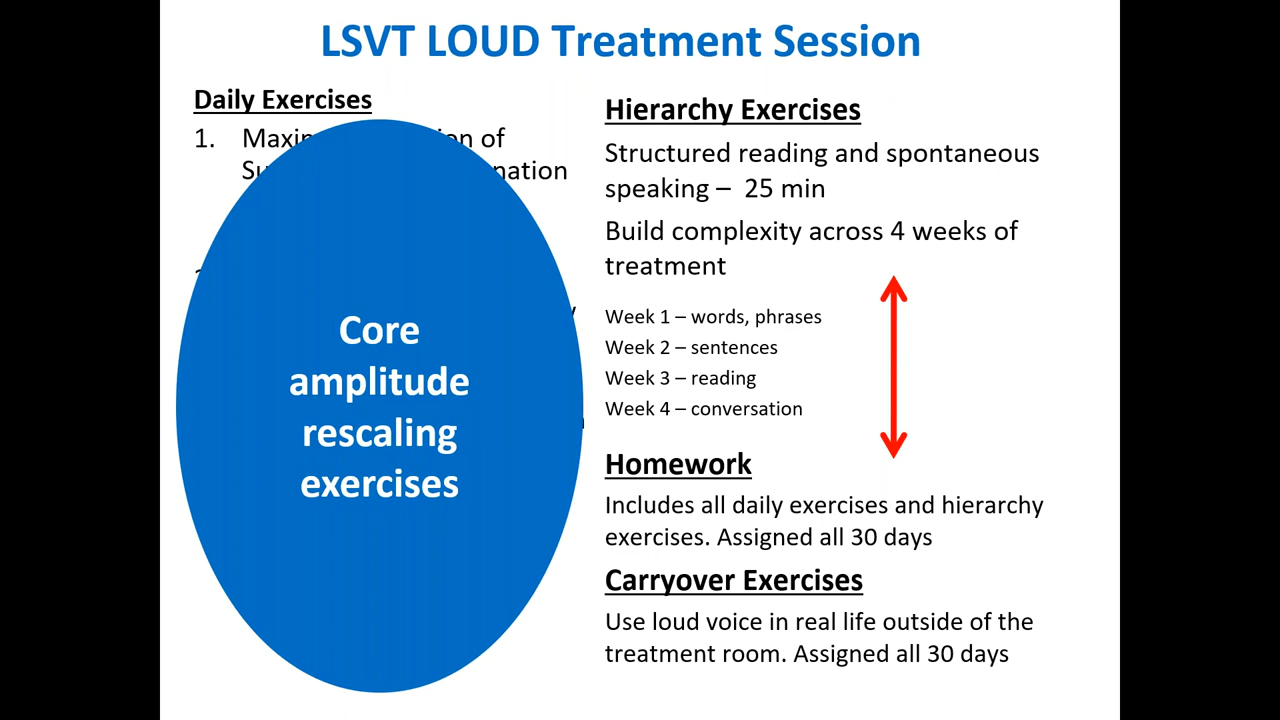 LSVT LOUD Treatment Session
Daily Exercises
1. of
Core
amplitude
rescaling
exercises
Hierarchy Exercises
Structured reading and spontaneous
speaking – 25 min
Build complexity across 4 weeks of
treatment
Week 1 – words, phrases
Week 2 – sentences
Week 3 – reading
Week 4 – conversation
Homework
Includes all daily exercises and hierarchy
exercises. Assigned all 30 days
Carryover Exercises
Use loud voice in real life outside of the
treatment room. Assigned all 30 days